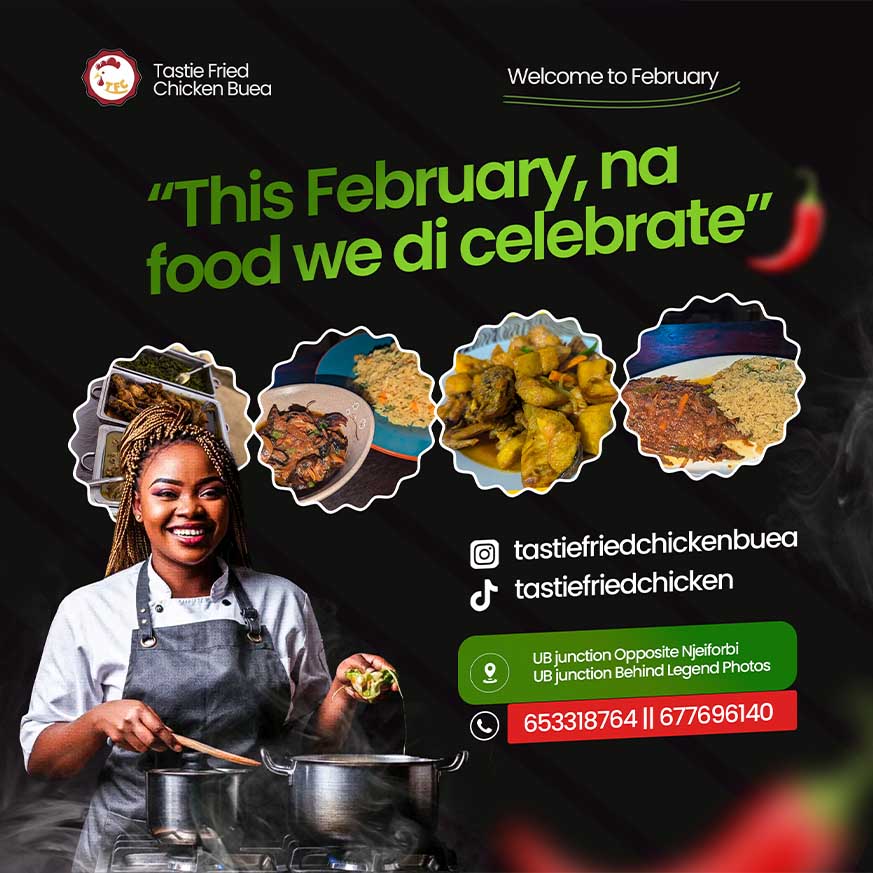 TFC
Tastie Fried
Chicken Buea
Welcome to February
“This February, na
food we di celebrate”
tastiefriedchickenbuea
tastiefriedchicken
UB junction Opposite Njeiforbi
UB junction Behind Legend Photos
653318764 || 677696140